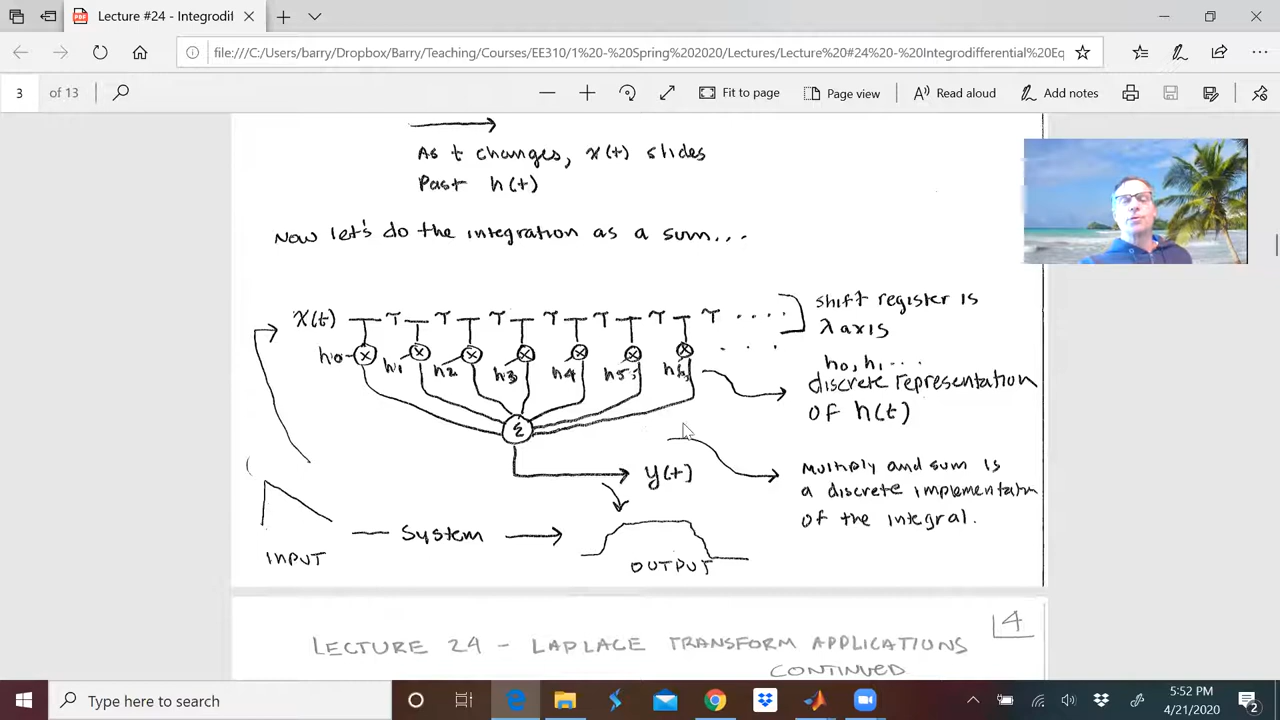 Lecture #24 - Integrodif
file:///C:/Users/barry/Dropbox/Barry/Teaching/Courses/EE310/1%20-%20Spring%202020/Lectures/Lecture%20#24%20-%20Integrodifferential%20Eq
3 of 13
Fit to page
Page view
Read aloud
Add notes
As t changes, x(t) slides
Past h(t)
Now let's do the integration as a sum...
X(t) T T T T T T T ....
shift register is
λ axis
h0 h1 h2 h3 h4 h5 h6 ...
h0, h1 ...
discrete representation
OF h(t)
Σ
y(t)
Multiply and sum is
a discrete implementatn
of the integral.
INPUT
System
OUTPUT
4
LECTURE 24 - LAPLACE TRANSFORM APPLICATIONS
CONTINUED
Type here to search
5:52 PM
4/21/2020
2